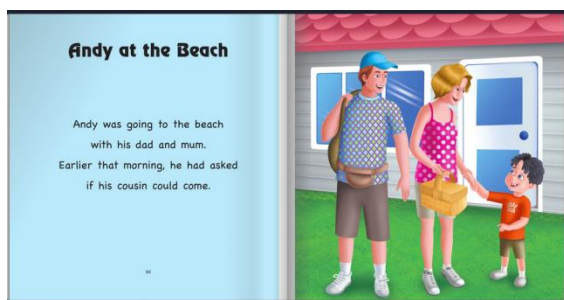 Andy at the Beach
Andy was going to the beach
with his dad and mum.
Earlier that morning, he had asked
if his cousin could come.